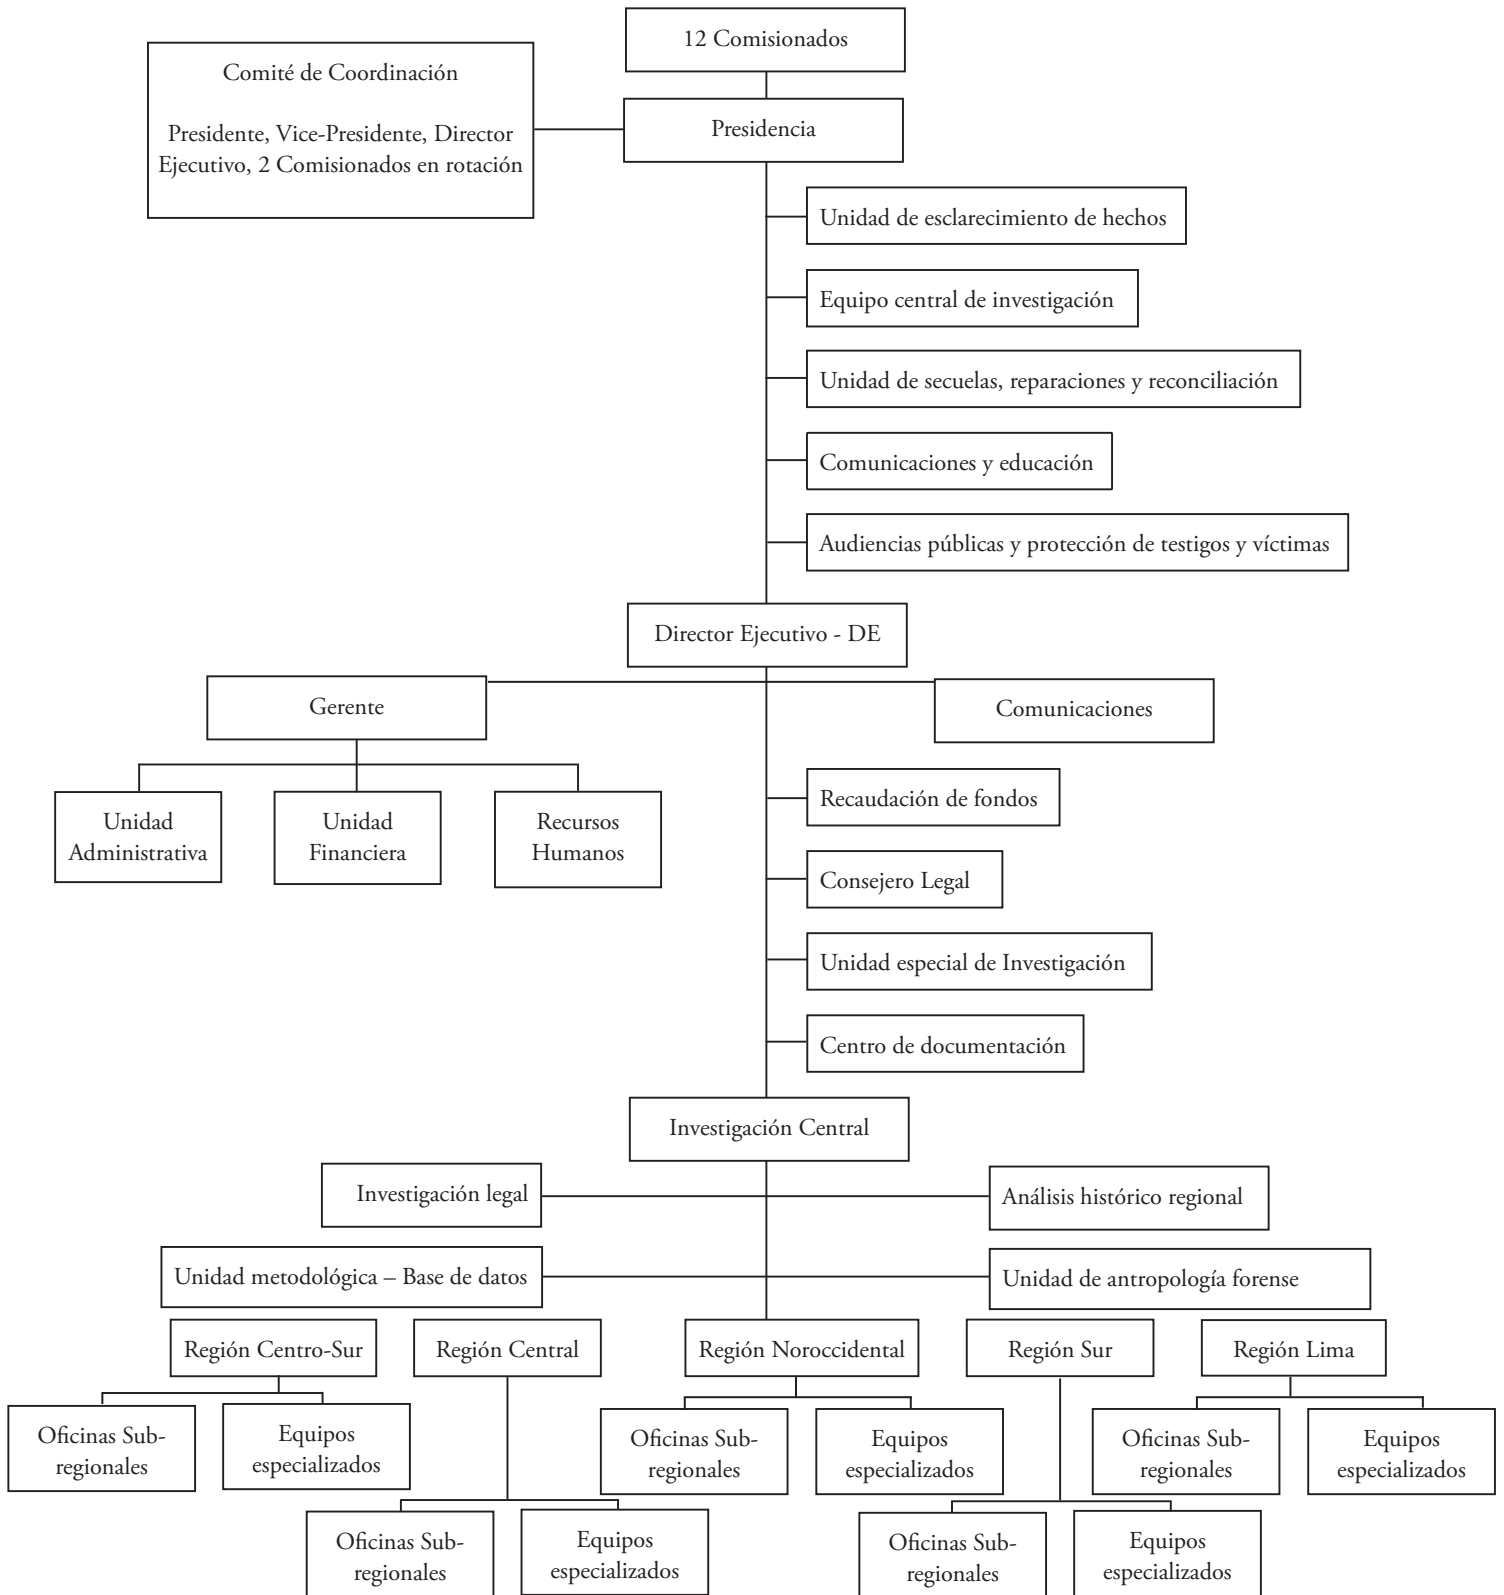 12 Comisionados
Comité de Coordinación
Presidente, Vice-Presidente, Director
Ejecutivo, 2 Comisionados en rotación
Presidencia
Unidad de esclarecimiento de hechos
Equipo central de investigación
Unidad de secuelas, reparaciones y reconciliación
Comunicaciones y educación
Audiencias públicas y protección de testigos y víctimas
Director Ejecutivo - DE
Gerente
Comunicaciones
Unidad
Administrativa
Unidad
Financiera
Recursos
Humanos
Recaudación de fondos
Consejero Legal
Unidad especial de Investigación
Centro de documentación
Investigación Central
Investigación legal
Análisis histórico regional
Unidad metodológica – Base de datos
Unidad de antropología forense
Región Centro-Sur
Región Central
Región Noroccidental
Región Sur
Región Lima
Oficinas Sub-
regionales
Equipos
especializados
Oficinas Sub-
regionales
Equipos
especializados
Oficinas Sub-
regionales
Equipos
especializados
Oficinas Sub-
regionales
Equipos
especializados
Oficinas Sub-
regionales
Equipos
especializados